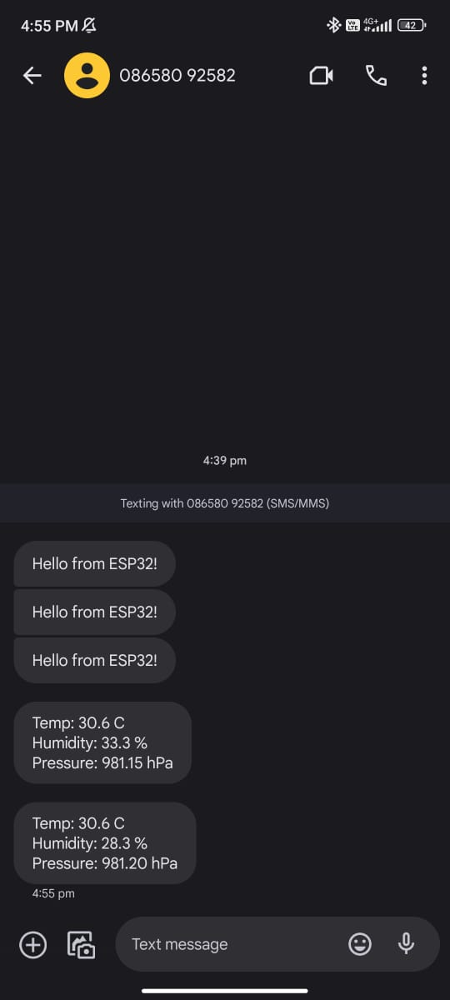 4:55 PM
Vo LTE
4G+
42
086580 92582
4:39 pm
Texting with 086580 92582 (SMS/MMS)
Hello from ESP32!
Hello from ESP32!
Hello from ESP32!
Temp: 30.6 C
Humidity: 33.3 %
Pressure: 981.15 hPa
Temp: 30.6 C
Humidity: 28.3 %
Pressure: 981.20 hPa
4:55 pm
Text message